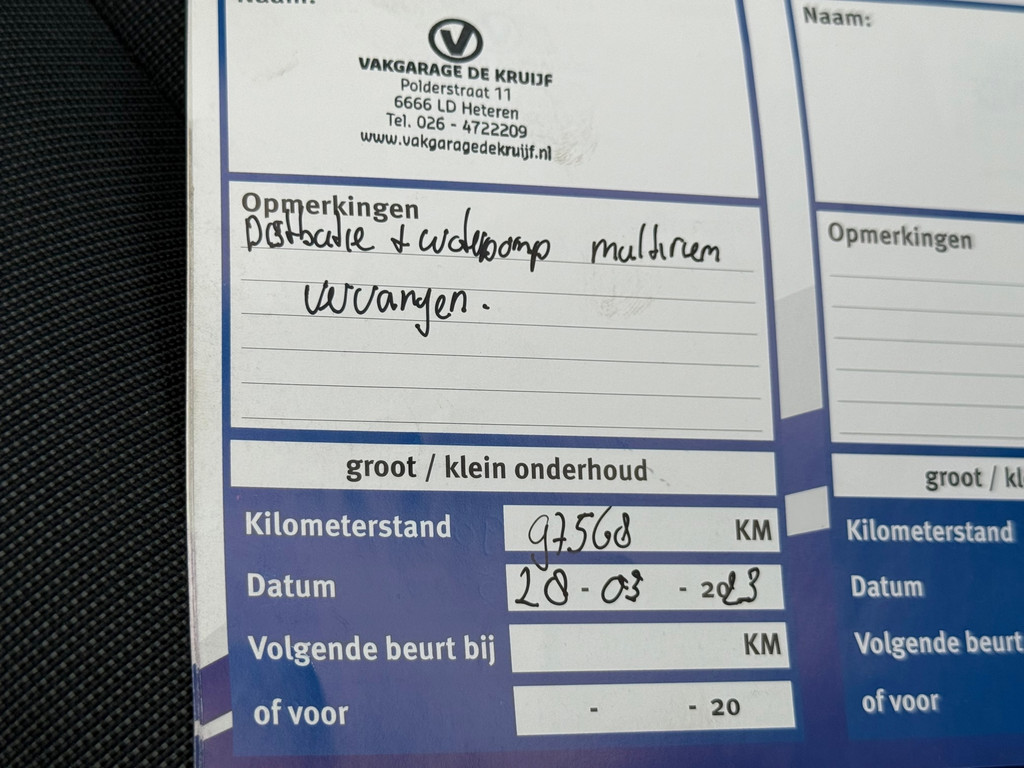 Naam:
VAKGARAGE DE KRUIJF
Polderstraat 11
6666 LD Heteren
Tel. 026 - 4722209
www.vakgaragedekruijf.nl
Opmerkingen
+ waterpomp multiriem
vervangen.
groot / klein onderhoud
Kilometerstand 97568 KM
Datum 28 - 03 - 2023
Volgende beurt bij KM
of voor - - 20
Naam:
Opmerkingen
groot / kl
Kilometerstand
Datum
Volgende beurt
of voor